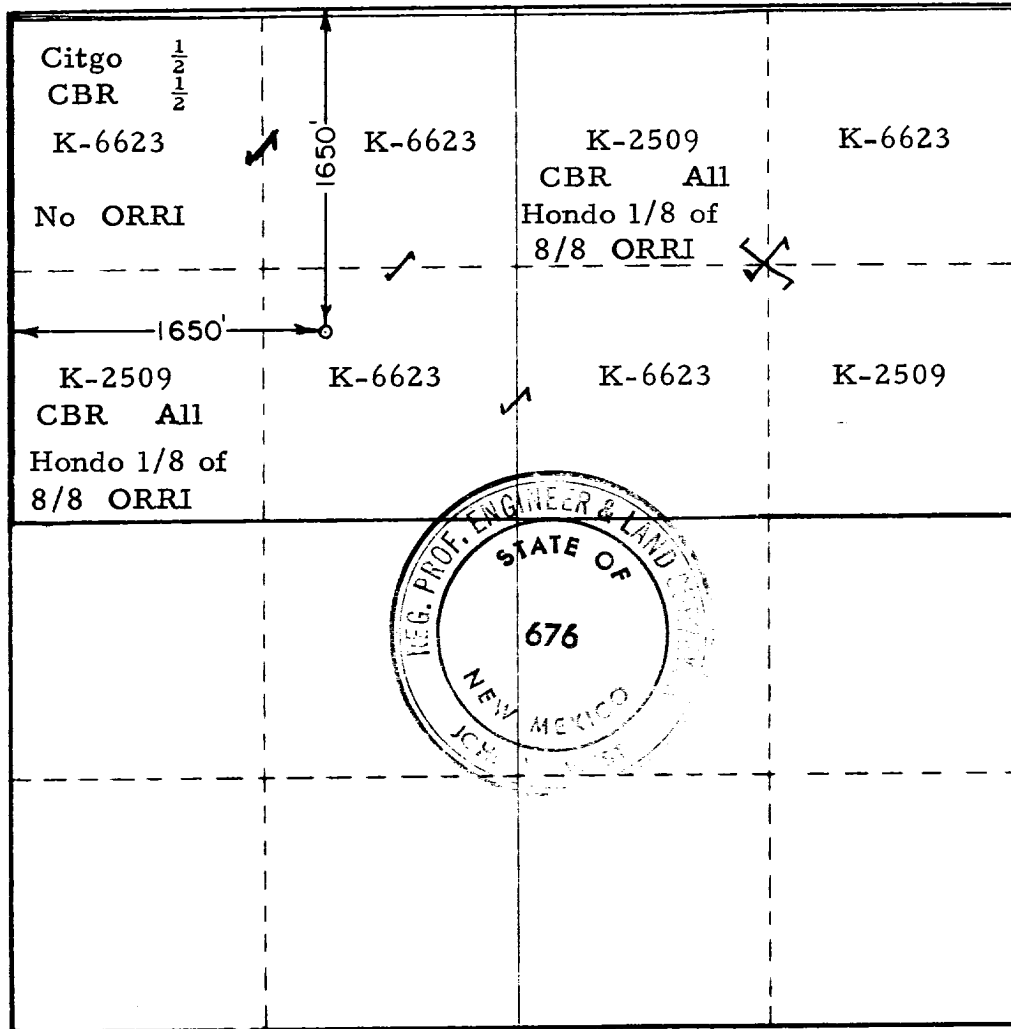 Citgo ½
CBR ½
K-6623
No ORRI
1650'
K-6623
K-2509
CBR All
Hondo 1/8 of
8/8 ORRI
K-6623
1650'
K-2509
CBR All
Hondo 1/8 of
8/8 ORRI
K-6623
K-6623
K-2509
REG. PROF. ENGINEER & LAND
STATE OF
676
NEW MEXICO